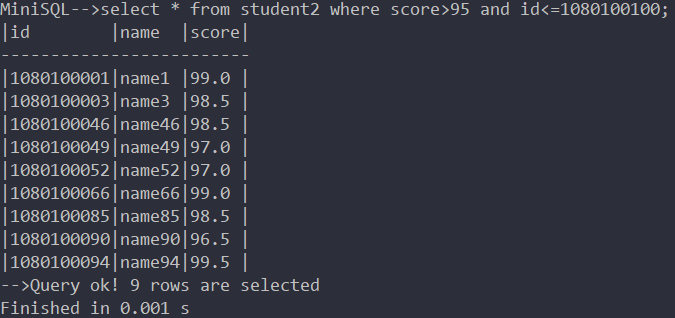 MiniSQL-->select * from student2 where score>95 and id<=1080100100;
|id        |name  |score|
-------------------------
|1080100001|name1 |99.0 |
|1080100003|name3 |98.5 |
|1080100046|name46|98.5 |
|1080100049|name49|97.0 |
|1080100052|name52|97.0 |
|1080100066|name66|99.0 |
|1080100085|name85|98.5 |
|1080100090|name90|96.5 |
|1080100094|name94|99.5 |
-->Query ok! 9 rows are selected
Finished in 0.001 s